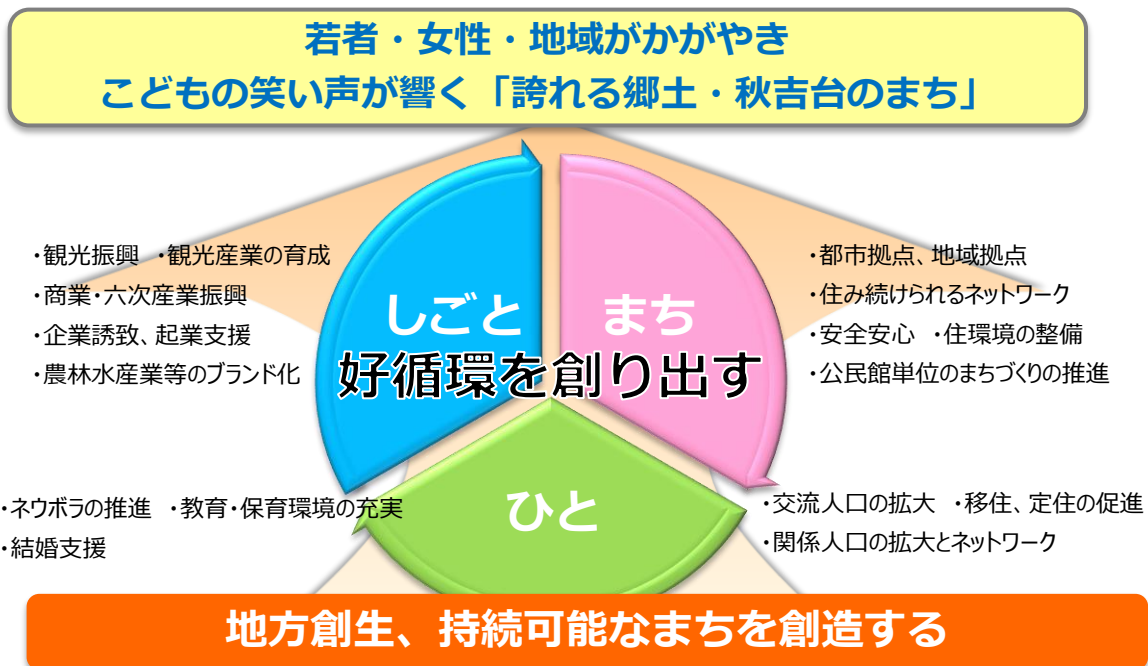 若者・女性・地域がかがやき
こどもの笑い声が響く「誇れる郷土・秋吉台のまち」
・観光振興 ・観光産業の育成
・商業・六次産業振興
・企業誘致、起業支援
・農林水産業等のブランド化
しごと
まち
・都市拠点、地域拠点
・住み続けられるネットワーク
・安全安心 ・住環境の整備
・公民館単位のまちづくりの推進
好循環を創り出す
・ネウボラの推進 ・教育・保育環境の充実
・結婚支援
ひと
・交流人口の拡大 ・移住、定住の促進
・関係人口の拡大とネットワーク
地方創生、持続可能なまちを創造する